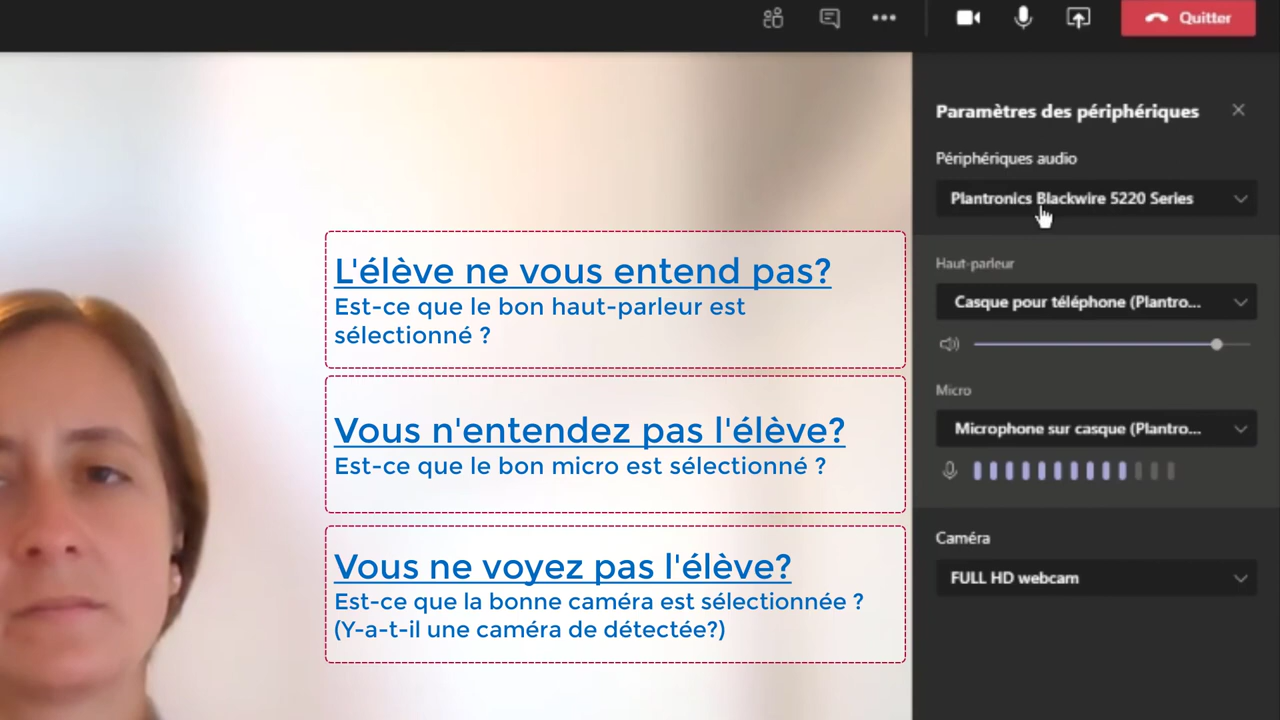 Quitter
Paramètres des périphériques
Périphériques audio
Plantronics Blackwire 5220 Series
Haut-parleur
Casque pour téléphone (Plantro...
Micro
Microphone sur casque (Plantro...
Caméra
FULL HD webcam
L'élève ne vous entend pas?
Est-ce que le bon haut-parleur est
sélectionné ?
Vous n'entendez pas l'élève?
Est-ce que le bon micro est sélectionné ?
Vous ne voyez pas l'élève?
Est-ce que la bonne caméra est sélectionnée ?
(Y-a-t-il une caméra de détectée?)